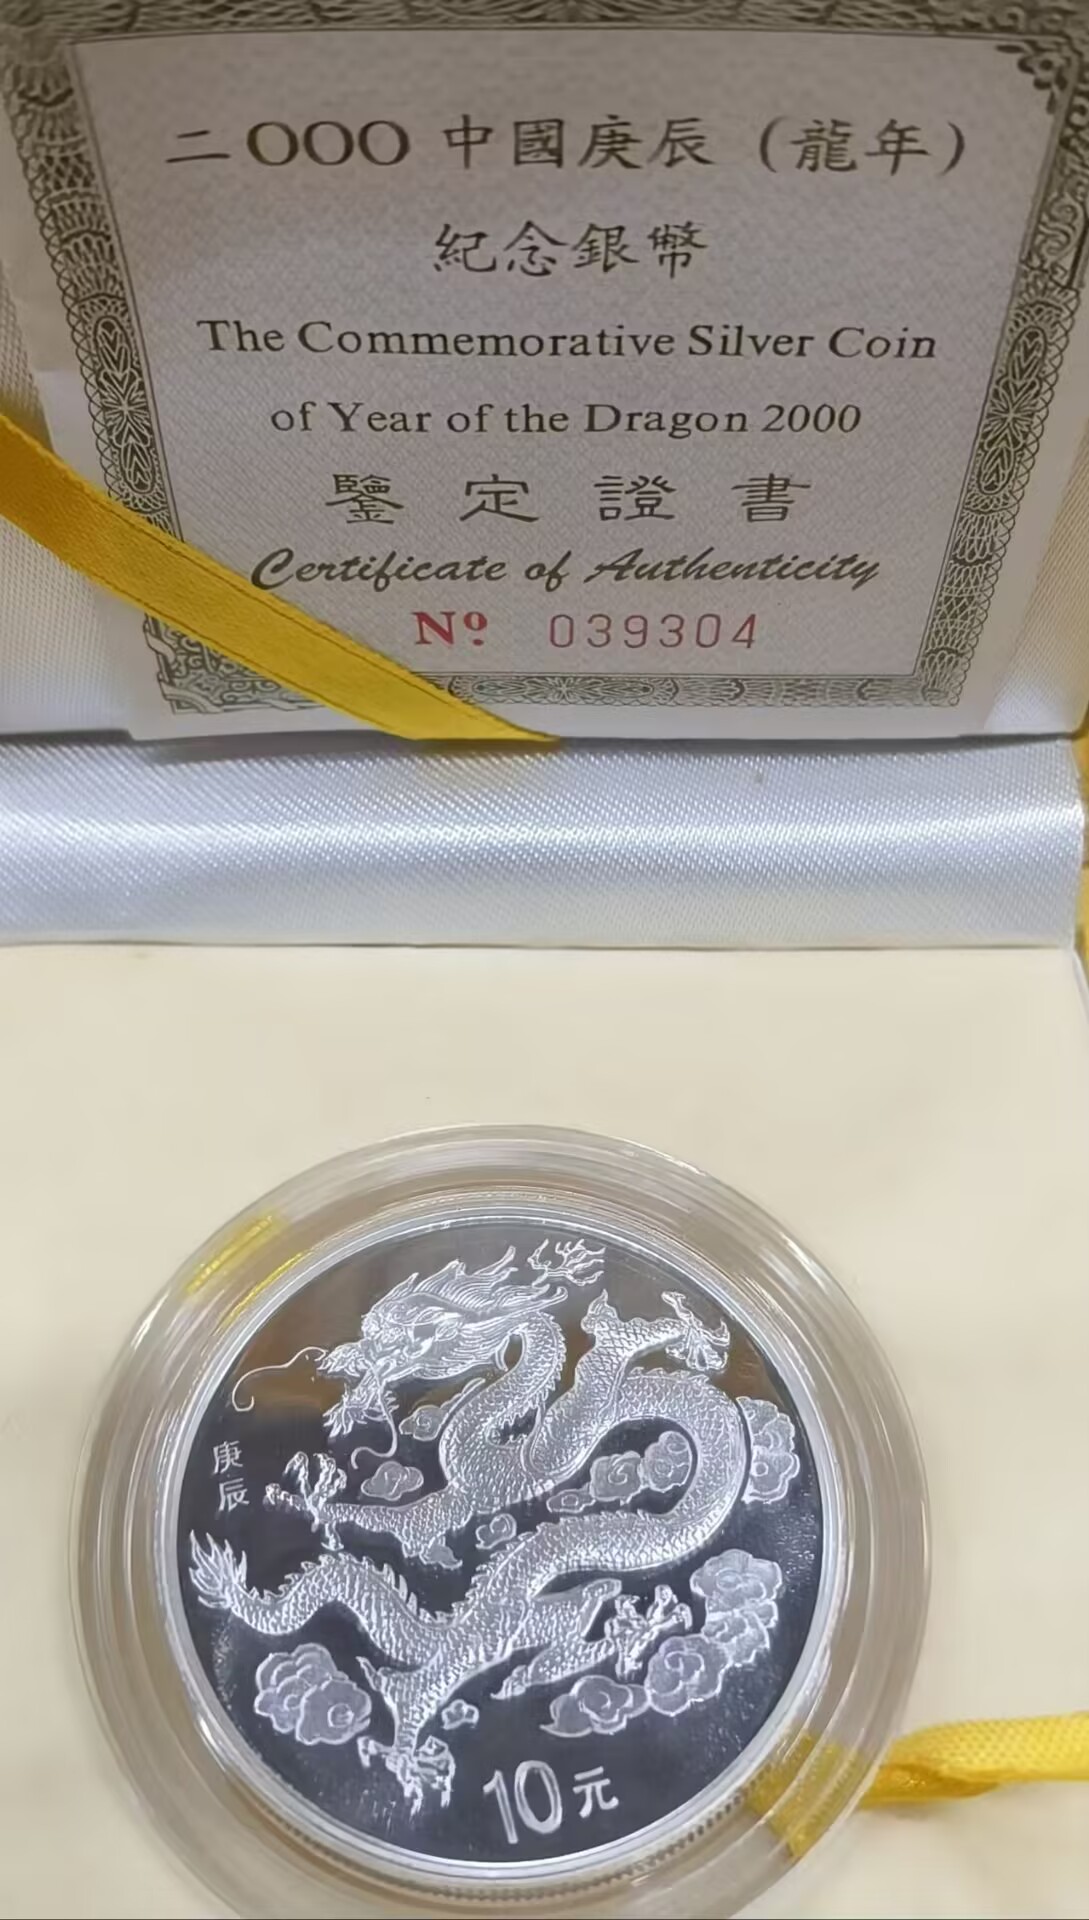 二OOO 中國庚辰（龍年）
紀念銀幣
The Commemorative Silver Coin
of Year of the Dragon 2000
鑒定證書
Certificate of Authenticity
Nº 039304
庚辰
10元